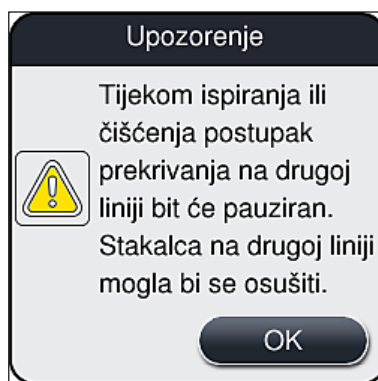 Upozorenje
Tijekom ispiranja ili
čišćenja postupak
prekrivanja na drugoj
liniji bit će pauziran.
Stakalca na drugoj liniji
mogla bi se osušiti.
OK